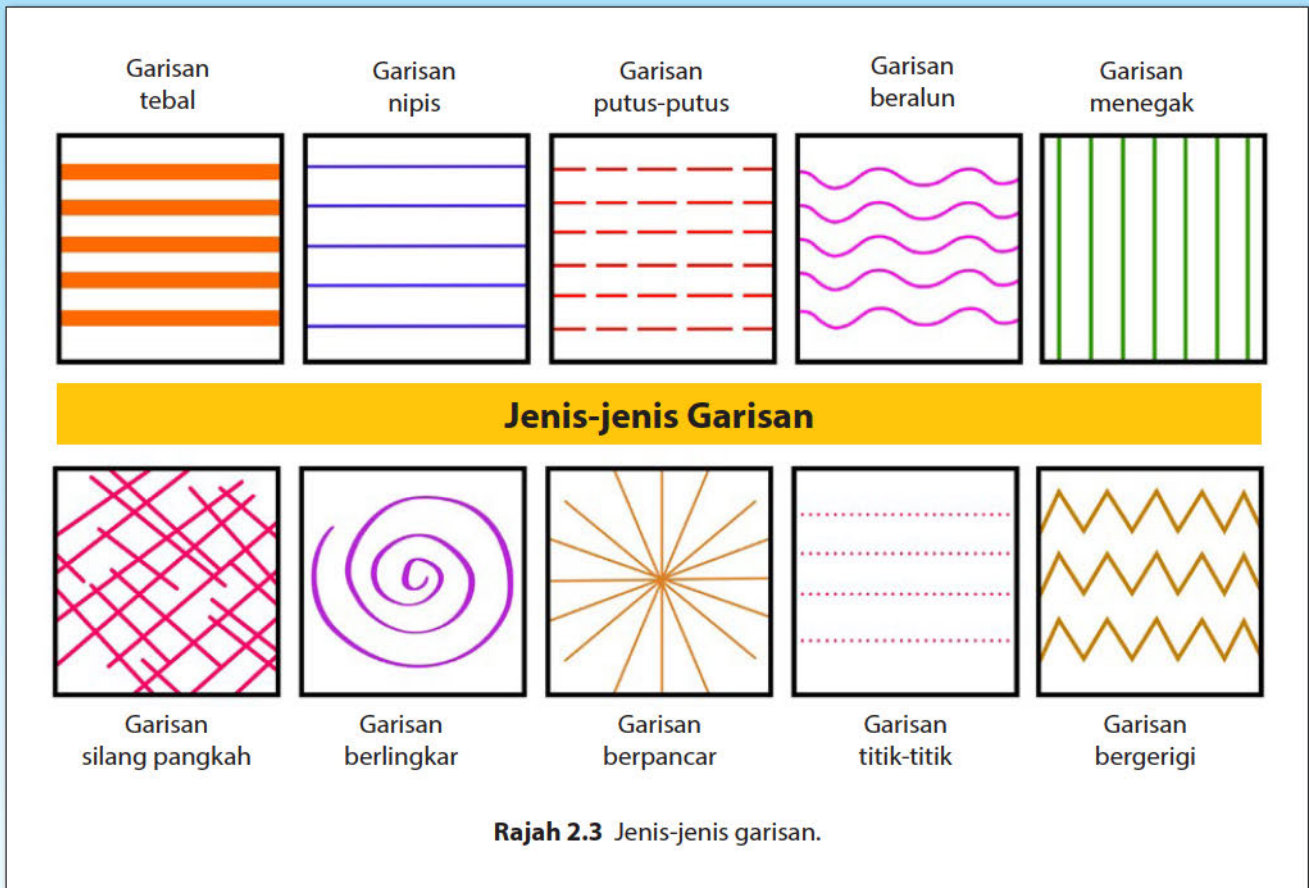 Garisan
tebal
Garisan
nipis
Garisan
putus-putus
Garisan
beralun
Garisan
menegak
Jenis-jenis Garisan
Garisan
silang pangkah
Garisan
berlingkar
Garisan
berpancar
Garisan
titik-titik
Garisan
bergerigi
Rajah 2.3 Jenis-jenis garisan.